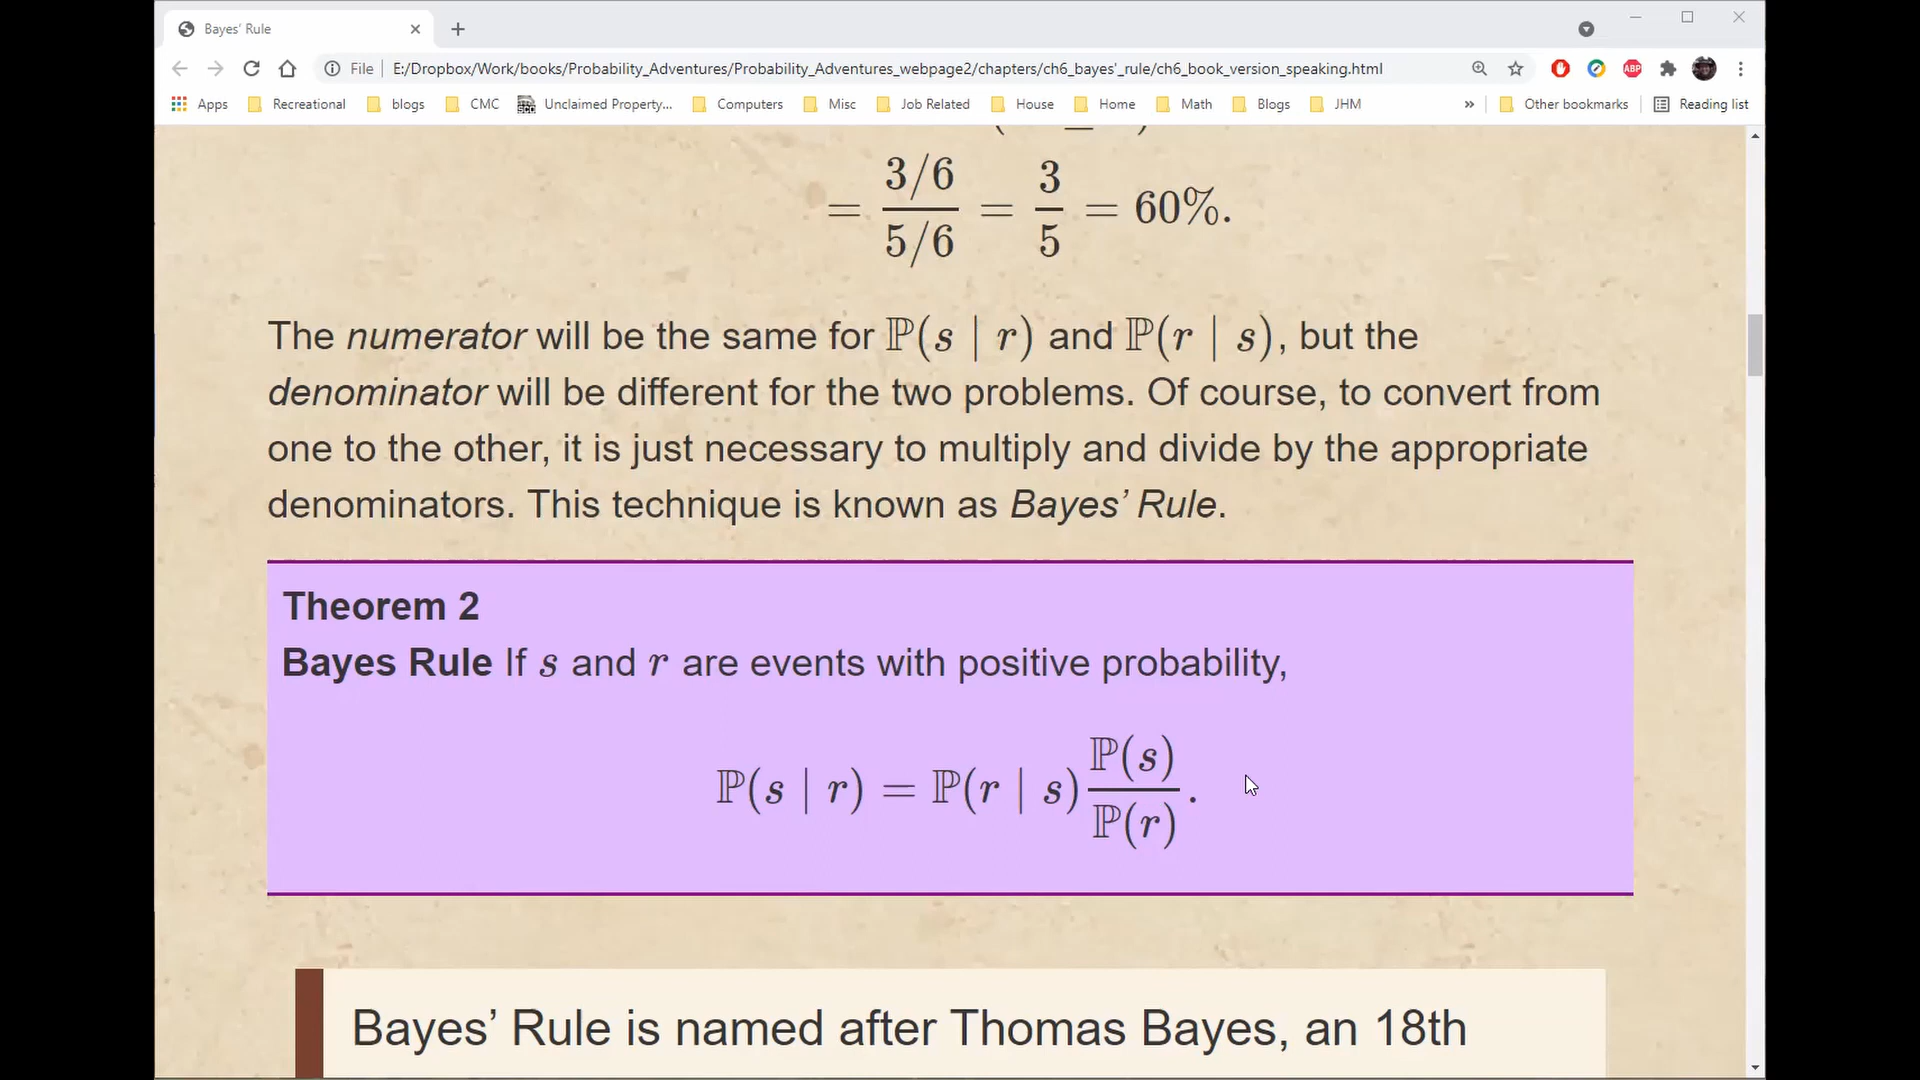 Bayes’ Rule
File E:/Dropbox/Work/books/Probability_Adventures/Probability_Adventures_webpage2/chapters/ch6_bayes'_rule/ch6_book_version_speaking.html ABP
Apps Recreational blogs CMC SCO Unclaimed Property... Computers Misc Job Related House Home Math Blogs JHM » Other bookmarks Reading list
= 3/6 / 5/6 = 3/5 = 60%.
The numerator will be the same for ℙ(s | r) and ℙ(r | s), but the
denominator will be different for the two problems. Of course, to convert from
one to the other, it is just necessary to multiply and divide by the appropriate
denominators. This technique is known as Bayes’ Rule.
Theorem 2
Bayes Rule If s and r are events with positive probability,
ℙ(s | r) = ℙ(r | s) ℙ(s)/ℙ(r).
Bayes’ Rule is named after Thomas Bayes, an 18th